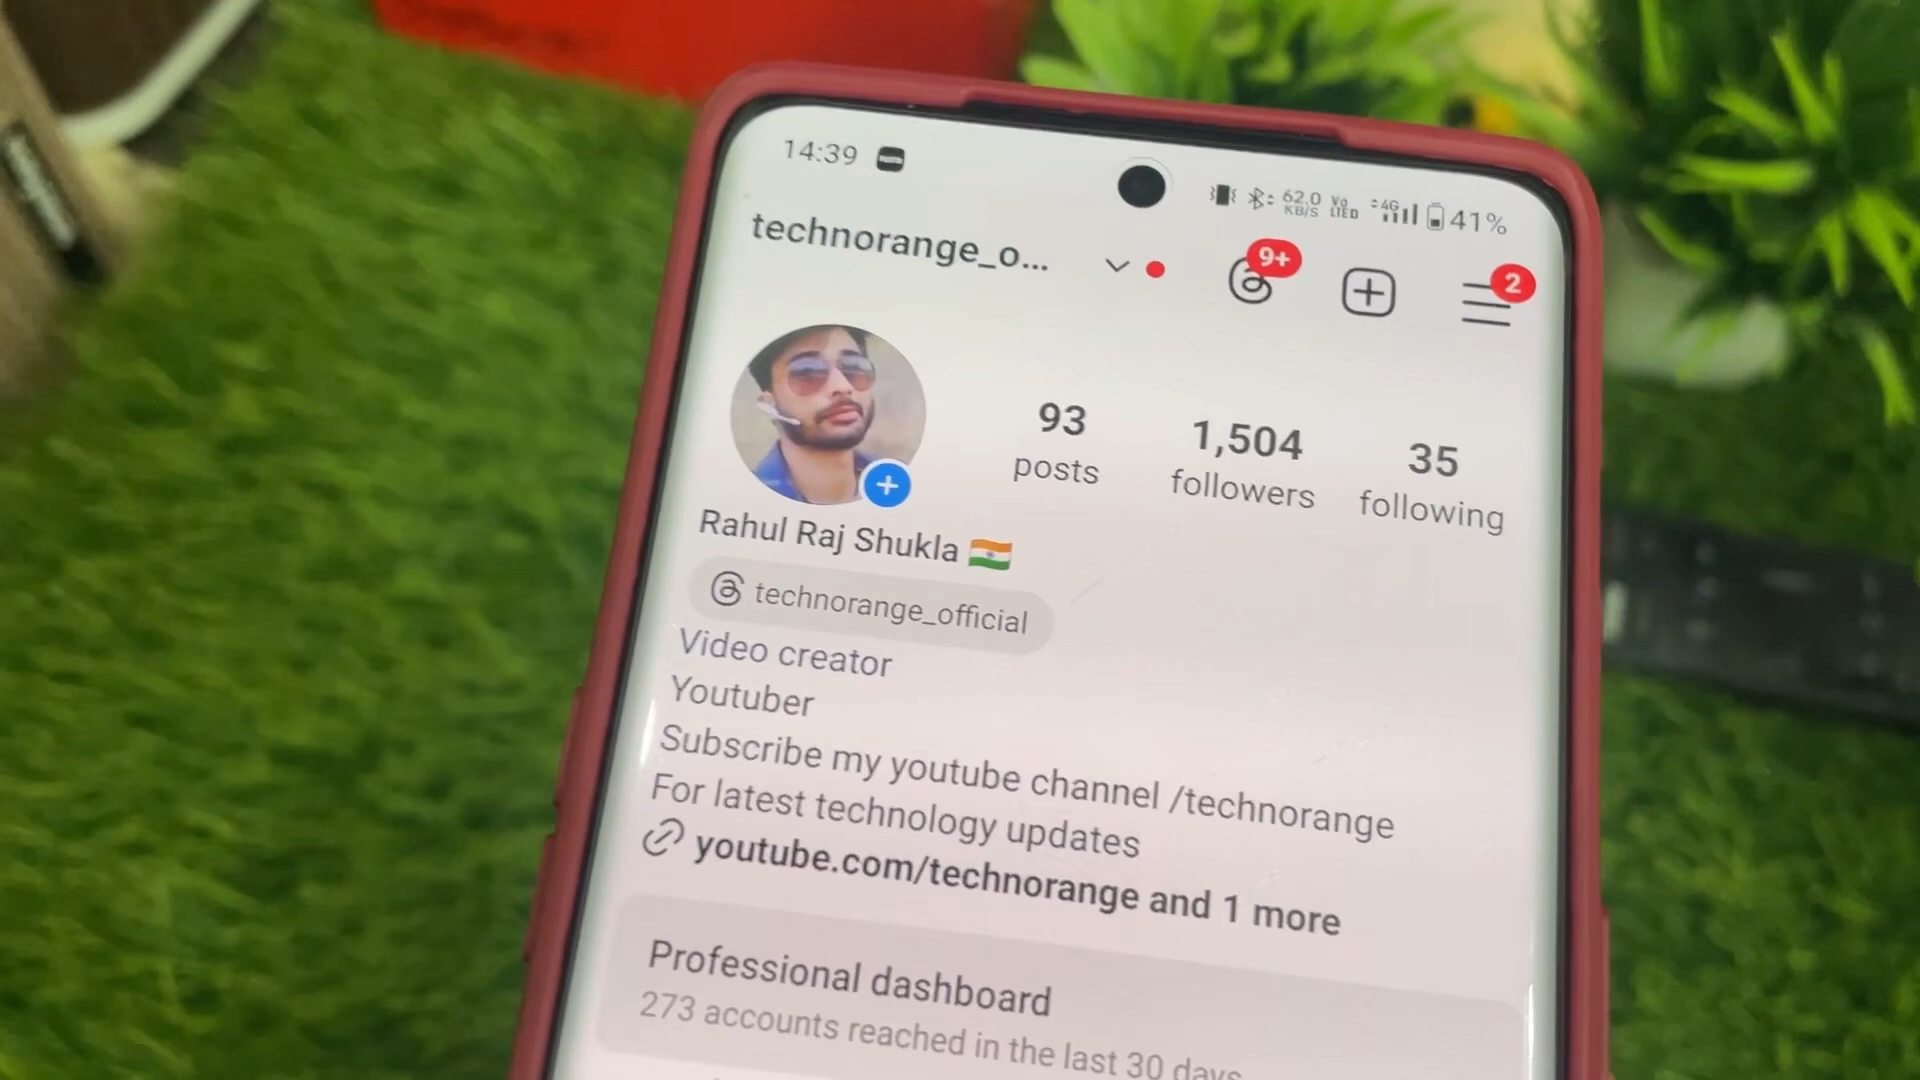 14:39
62.0 KB/S Vo LTE 4G 41%
technorange_o...
9+
2
93 posts
1,504 followers
35 following
Rahul Raj Shukla
technorange_official
Video creator
Youtuber
Subscribe my youtube channel /technorange
For latest technology updates
youtube.com/technorange and 1 more
Professional dashboard
273 accounts reached in the last 30 days